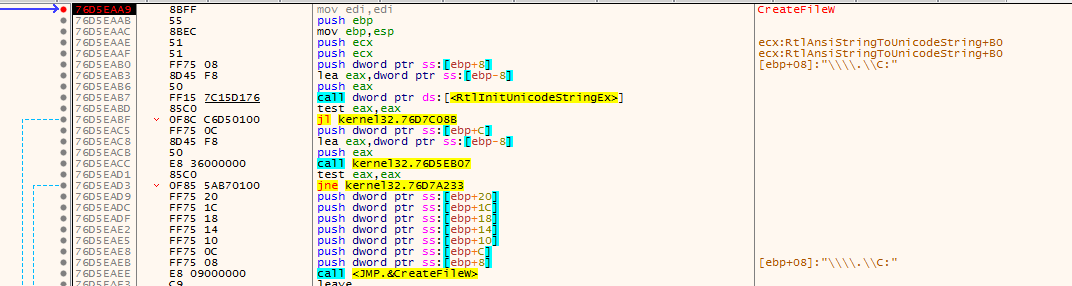 76D5EAA9 8BFF mov edi,edi CreateFileW
76D5EAAB 55 push ebp
76D5EAAC 8BEC mov ebp,esp
76D5EAAE 51 push ecx ecx:RtlAnsiStringToUnicodeString+B0
76D5EAAF 51 push ecx ecx:RtlAnsiStringToUnicodeString+B0
76D5EAB0 FF75 08 push dword ptr ss:[ebp+8] [ebp+08]:"\\\\.\\C:"
76D5EAB3 8D45 F8 lea eax,dword ptr ss:[ebp-8]
76D5EAB6 50 push eax
76D5EAB7 FF15 7C15D176 call dword ptr ds:[<RtlInitUnicodeStringEx>]
76D5EABD 85C0 test eax,eax
76D5EABF 0F8C C6D50100 jl kernel32.76D7C08B
76D5EAC5 FF75 0C push dword ptr ss:[ebp+C]
76D5EAC8 8D45 F8 lea eax,dword ptr ss:[ebp-8]
76D5EACB 50 push eax
76D5EACC E8 36000000 call kernel32.76D5EB07
76D5EAD1 85C0 test eax,eax
76D5EAD3 0F85 5AB70100 jne kernel32.76D7A233
76D5EAD9 FF75 20 push dword ptr ss:[ebp+20]
76D5EADC FF75 1C push dword ptr ss:[ebp+1C]
76D5EADF FF75 18 push dword ptr ss:[ebp+18]
76D5EAE2 FF75 14 push dword ptr ss:[ebp+14]
76D5EAE5 FF75 10 push dword ptr ss:[ebp+10]
76D5EAE8 FF75 0C push dword ptr ss:[ebp+C]
76D5EAEB FF75 08 push dword ptr ss:[ebp+8] [ebp+08]:"\\\\.\\C:"
76D5EAEE E8 09000000 call <JMP.&CreateFileW>
76D5EAF3 C9 leave